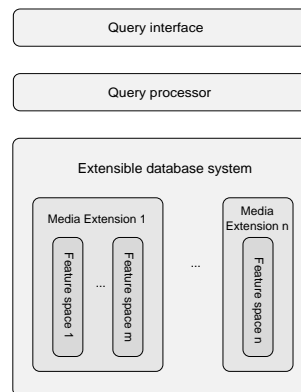 Query interface
Query processor
Extensible database system
Media Extension 1
Media
Extension n
Feature space 1
...
Feature space m
...
Feature space n